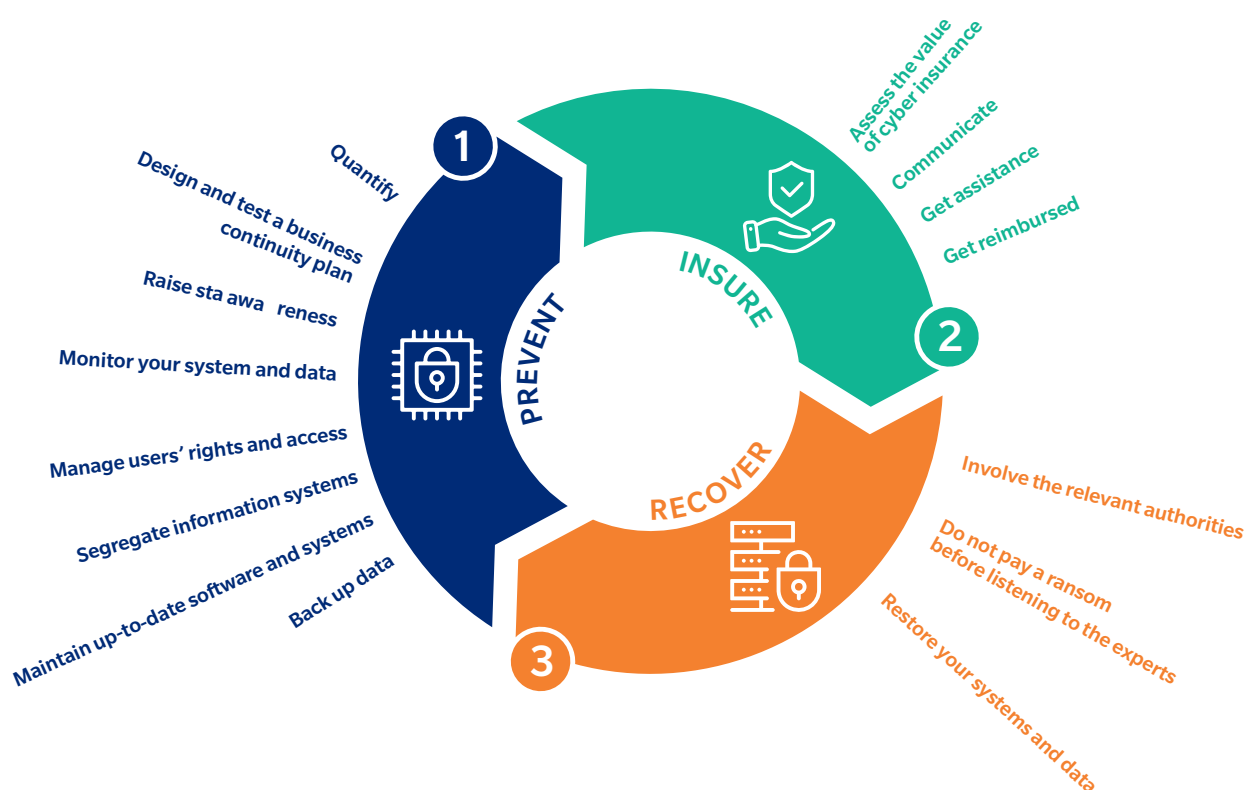 1
PREVENT
Quantify
Design and test a business
continuity plan
Raise sta awa reness
Monitor your system and data
Manage users’ rights and access
Segregate information systems
Maintain up-to-date software and systems
Back up data
2
INSURE
Assess the value
of cyber insurance
Communicate
Get assistance
Get reimbursed
3
RECOVER
Involve the relevant authorities
Do not pay a ransom
before listening to the experts
Restore your systems and data